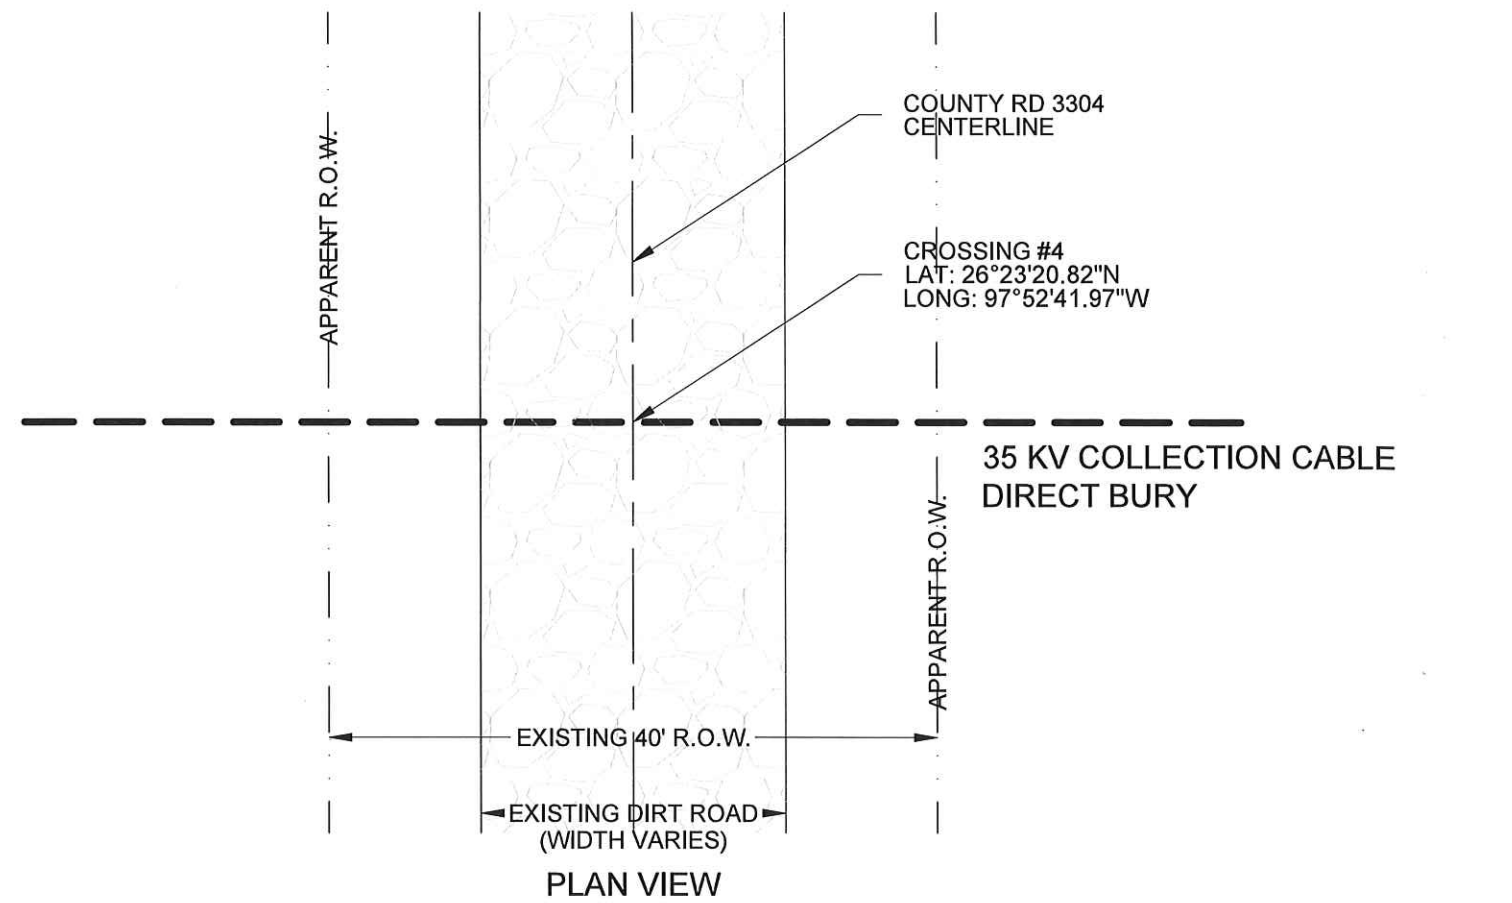 COUNTY RD 3304
CENTERLINE
APPARENT R.O.W.
CROSSING #4
LAT: 26°23'20.82"N
LONG: 97°52'41.97"W
35 KV COLLECTION CABLE
DIRECT BURY
APPARENT R.O.W.
EXISTING 40' R.O.W.
EXISTING DIRT ROAD
(WIDTH VARIES)
PLAN VIEW